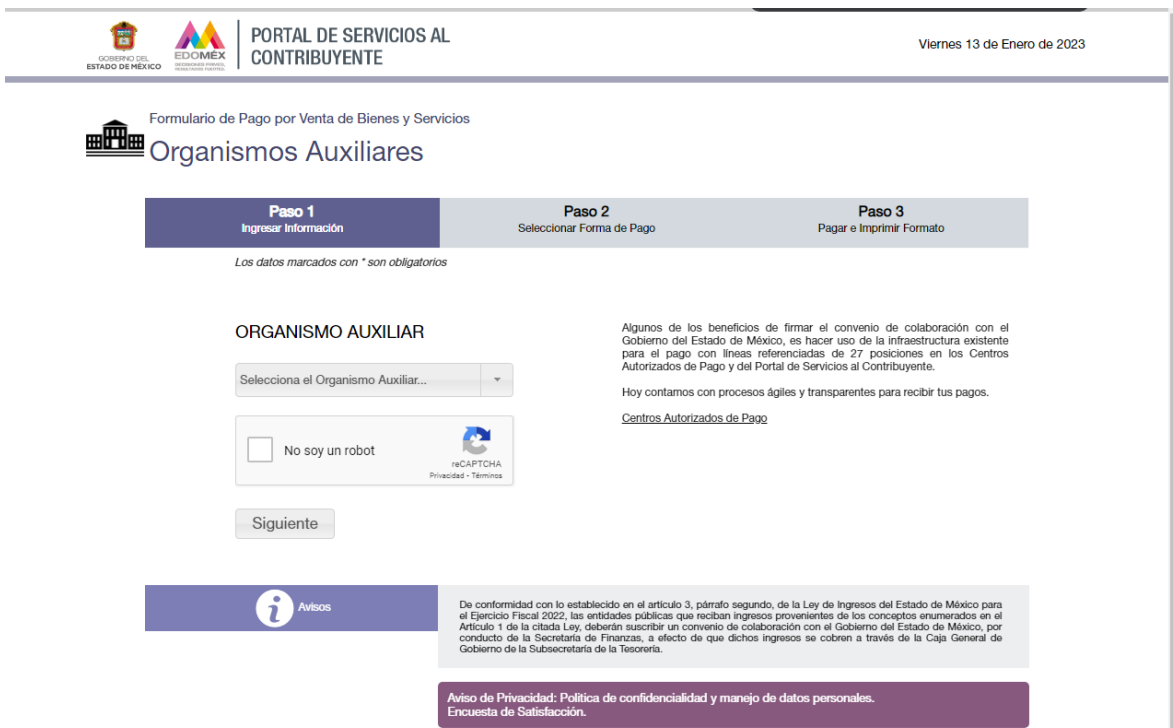 GOBIERNO DEL
ESTADO DE MÉXICO
EDOMÉX
DECISIONES FIRMES, RESULTADOS FUERTES.
PORTAL DE SERVICIOS AL
CONTRIBUYENTE
Viernes 13 de Enero de 2023
Formulario de Pago por Venta de Bienes y Servicios
Organismos Auxiliares
Paso 1
Ingresar Información
Paso 2
Seleccionar Forma de Pago
Paso 3
Pagar e Imprimir Formato
Los datos marcados con * son obligatorios
ORGANISMO AUXILIAR
Selecciona el Organismo Auxiliar...
No soy un robot
reCAPTCHA
Privacidad - Términos
Siguiente
Algunos de los beneficios de firmar el convenio de colaboración con el
Gobierno del Estado de México, es hacer uso de la infraestructura existente
para el pago con líneas referenciadas de 27 posiciones en los Centros
Autorizados de Pago y del Portal de Servicios al Contribuyente.
Hoy contamos con procesos ágiles y transparentes para recibir tus pagos.
Centros Autorizados de Pago
i
Avisos
De conformidad con lo establecido en el artículo 3, párrafo segundo, de la Ley de Ingresos del Estado de México para
el Ejercicio Fiscal 2022, las entidades públicas que reciban ingresos provenientes de los conceptos enumerados en el
Artículo 1 de la citada Ley, deberán suscribir un convenio de colaboración con el Gobierno del Estado de México, por
conducto de la Secretaría de Finanzas, a efecto de que dichos ingresos se cobren a través de la Caja General de
Gobierno de la Subsecretaría de la Tesorería.
Aviso de Privacidad: Politica de confidencialidad y manejo de datos personales.
Encuesta de Satisfacción.